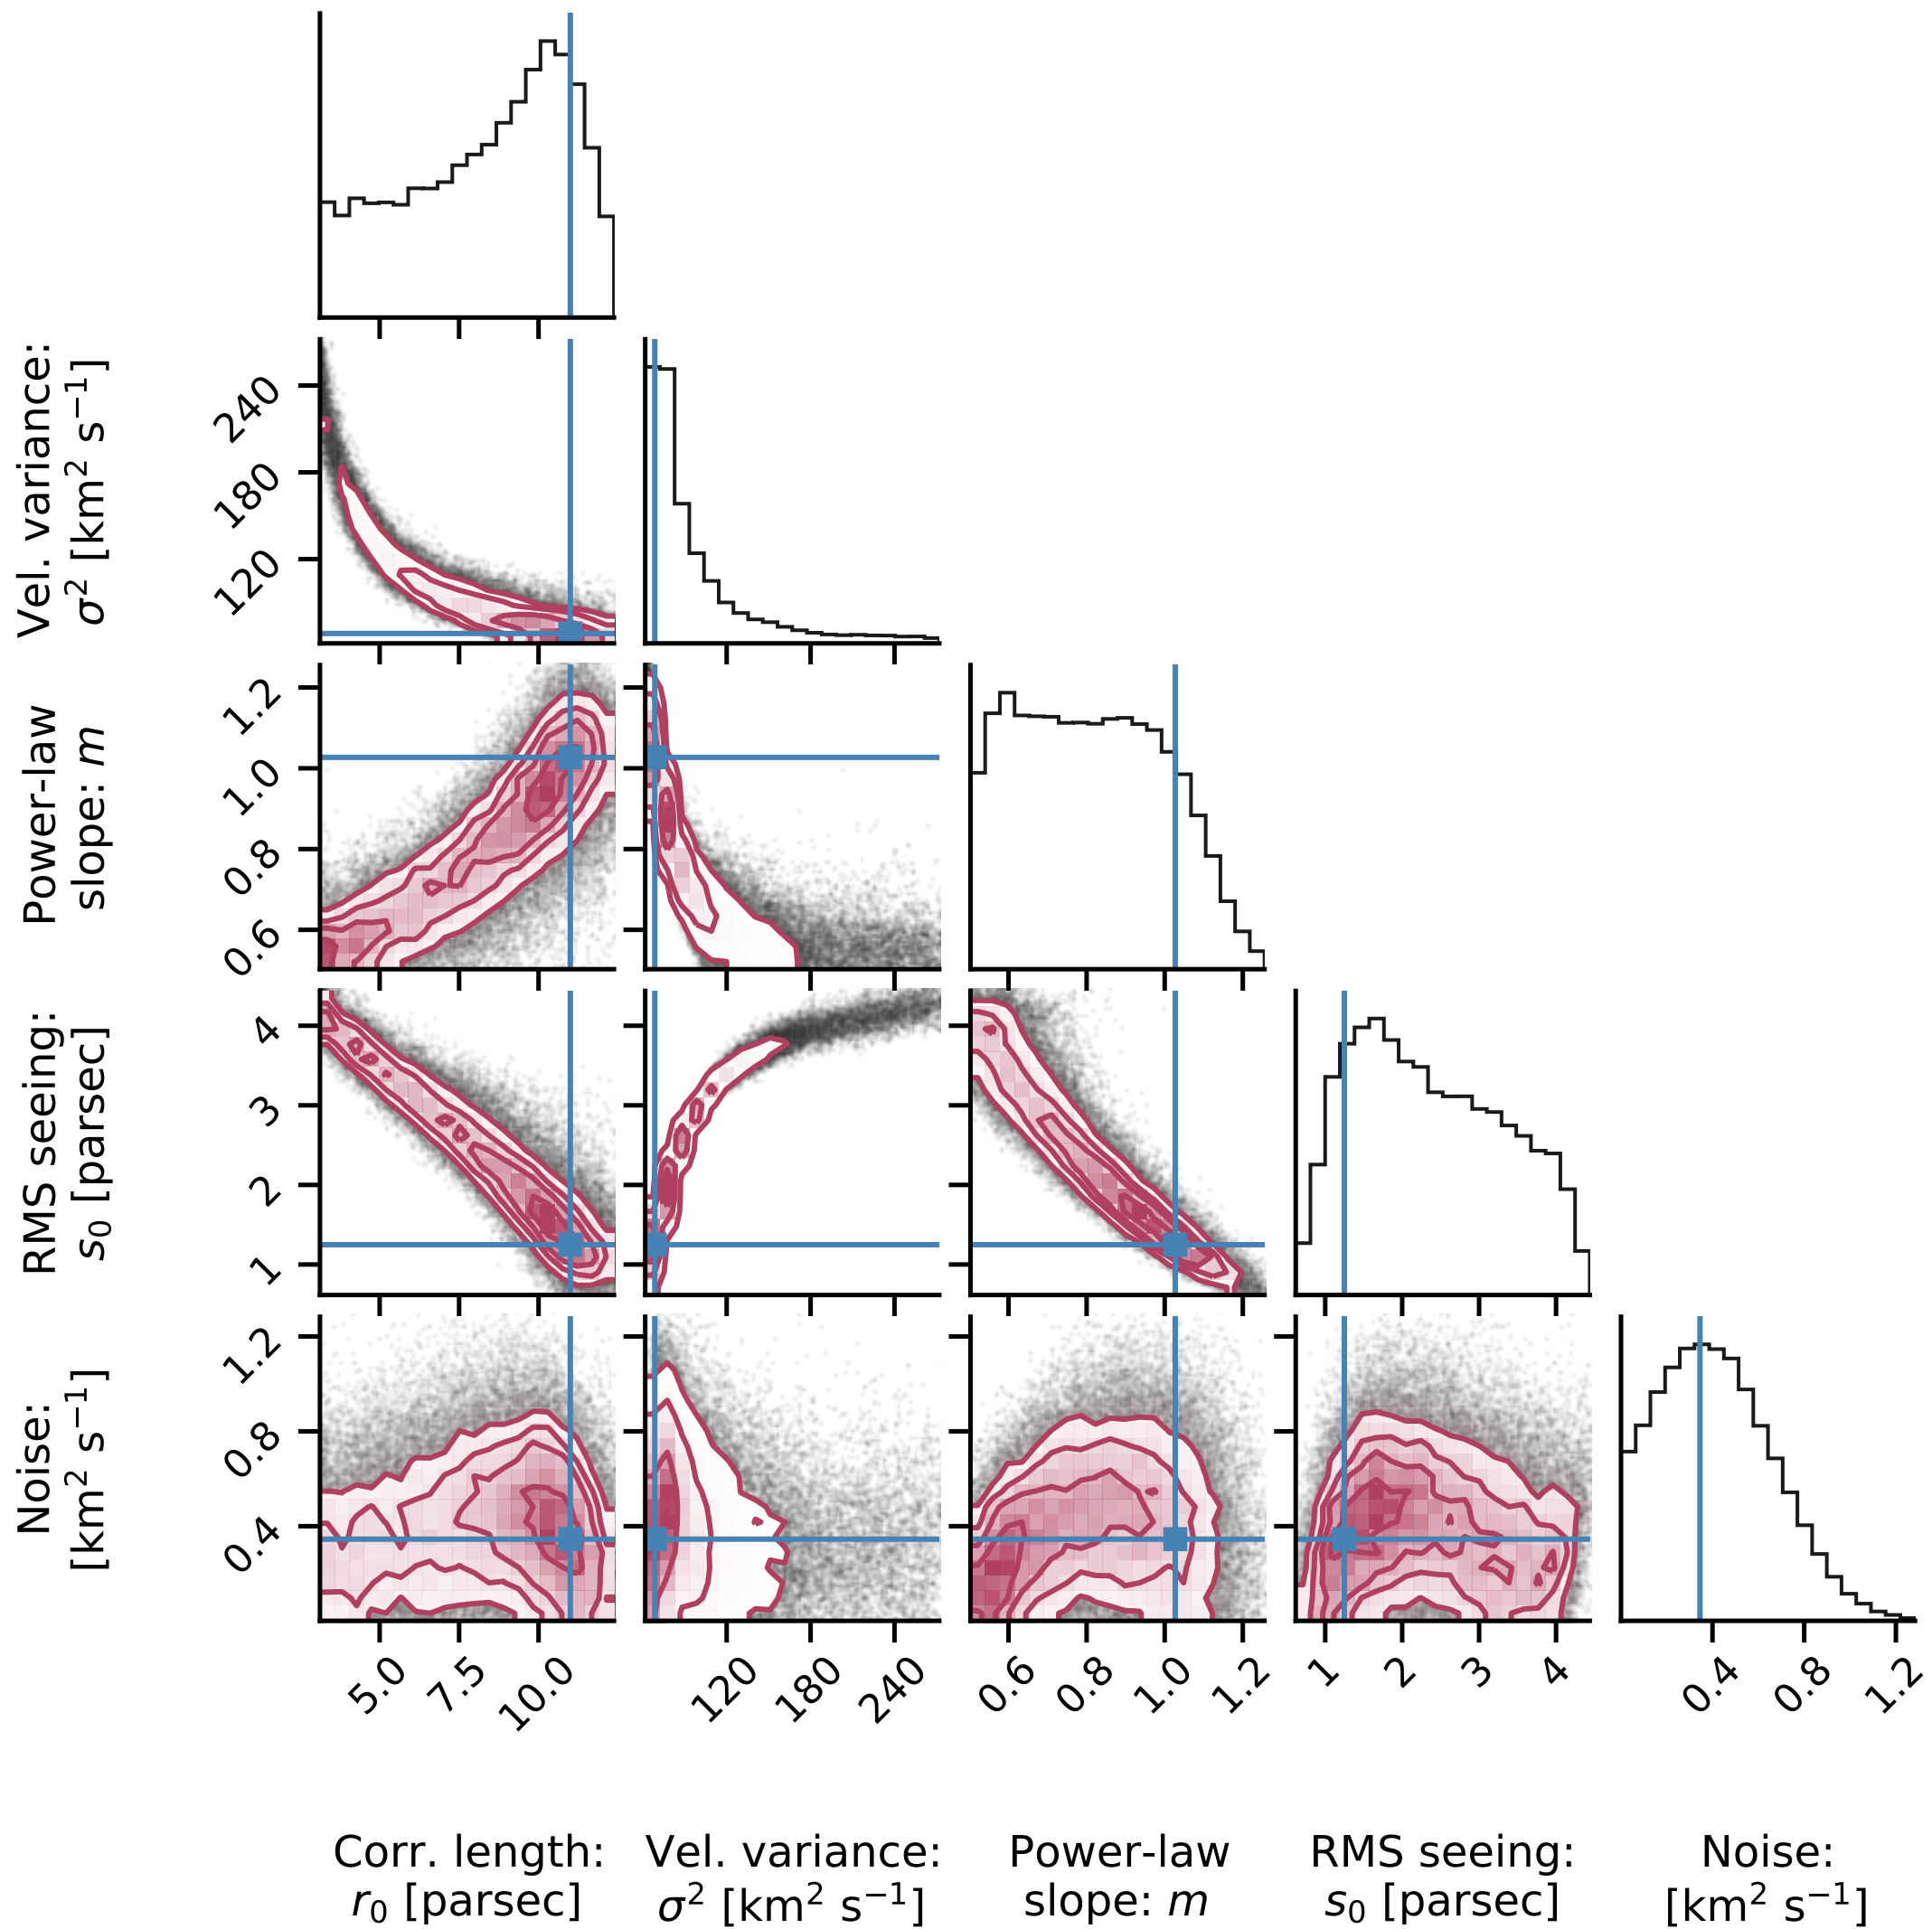 Vel. variance:
σ² [km² s⁻¹]
240
180
120
Power-law
slope: m
1.2
1.0
0.8
0.6
RMS seeing:
s₀ [parsec]
4
3
2
1
Noise:
[km² s⁻¹]
1.2
0.8
0.4
5.0 7.5 10.0 120 180 240 0.6 0.8 1.0 1.2 1 2 3 4 0.4 0.8 1.2
Corr. length: Vel. variance: Power-law RMS seeing: Noise:
r₀ [parsec] σ² [km² s⁻¹] slope: m s₀ [parsec] [km² s⁻¹]